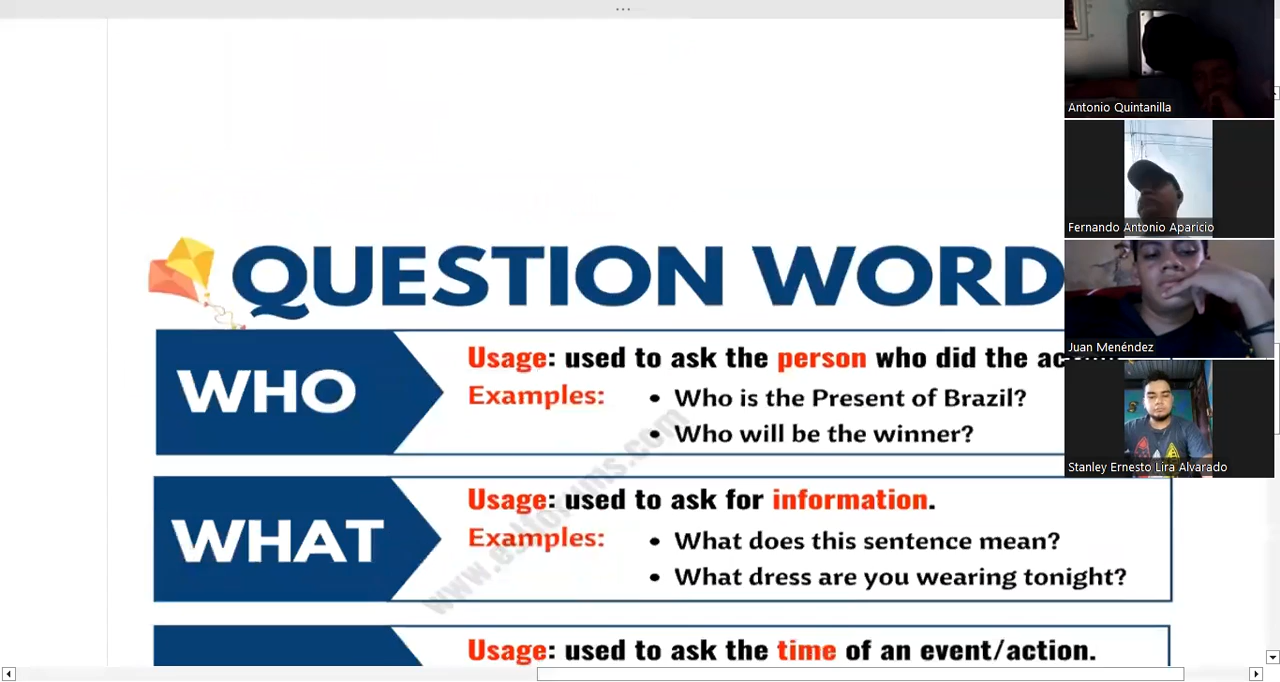 ...
Antonio Quintanilla
Fernando Antonio Aparicio
Juan Menéndez
Stanley Ernesto Lira Alvarado
QUESTION WORD
WHO
Usage: used to ask the person who did the ac
Examples:
• Who is the Present of Brazil?
• Who will be the winner?
WHAT
Usage: used to ask for information.
Examples:
• What does this sentence mean?
• What dress are you wearing tonight?
Usage: used to ask the time of an event/action.
www.eslforums.com